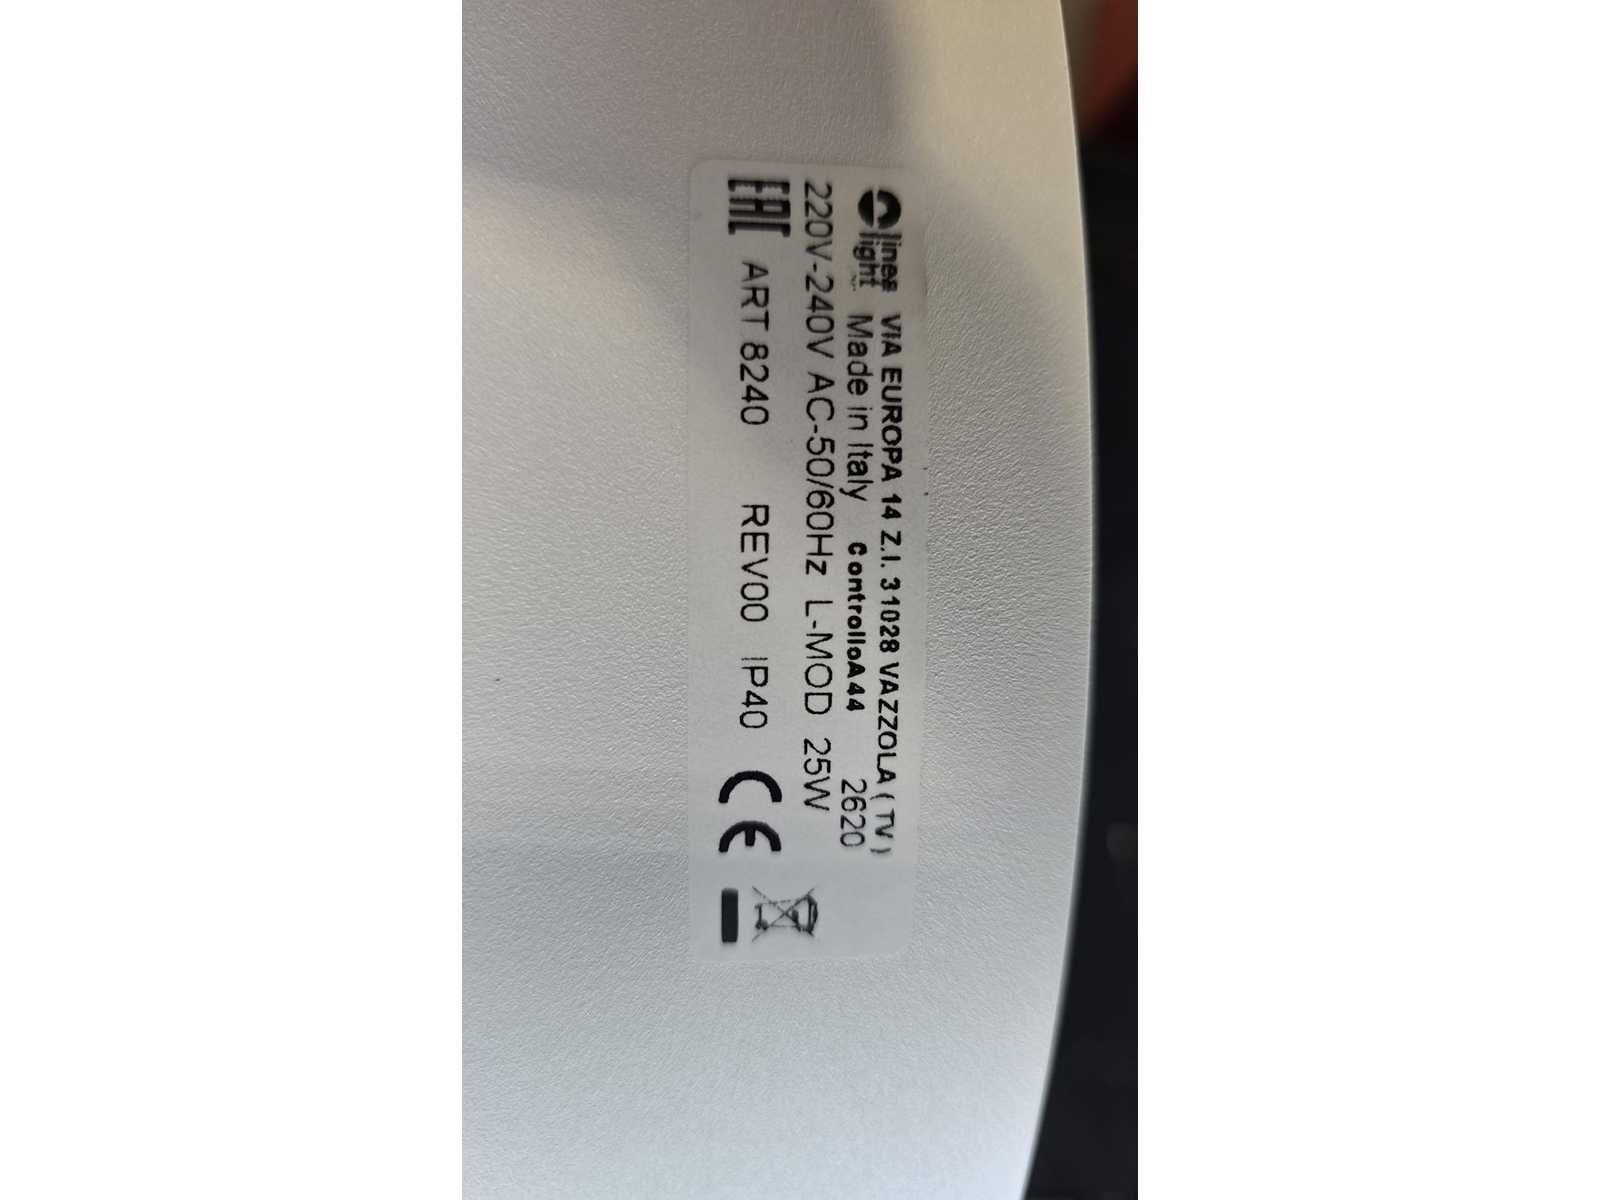 linea light VIA EUROPA 14 Z.I. 31028 VAZZOLA ( TV )
Made in Italy ControlloA44 2620
220V-240V AC-50/60Hz L-MOD 25W
EAC ART 8240 REV00 IP40 CE